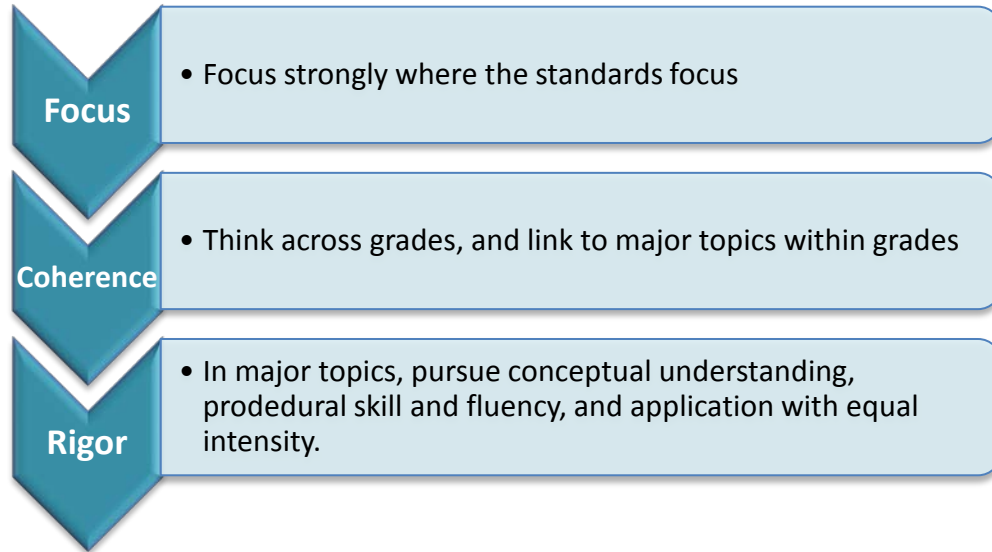 Focus
• Focus strongly where the standards focus
Coherence
• Think across grades, and link to major topics within grades
Rigor
• In major topics, pursue conceptual understanding,
prodedural skill and fluency, and application with equal
intensity.